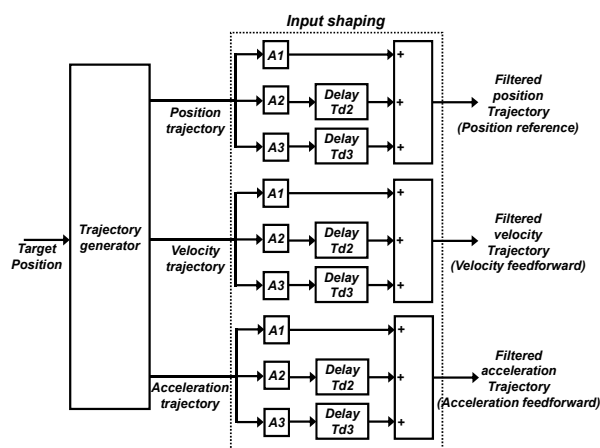 Input shaping
A1
+
A2
Delay
Td2
+
A3
Delay
Td3
+
Position
trajectory
Filtered
position
Trajectory
(Position reference)
Target
Position
Trajectory
generator
Velocity
trajectory
A1
+
A2
Delay
Td2
+
A3
Delay
Td3
+
Filtered
velocity
Trajectory
(Velocity feedforward)
Acceleration
trajectory
A1
+
A2
Delay
Td2
+
A3
Delay
Td3
+
Filtered
acceleration
Trajectory
(Acceleration feedforward)